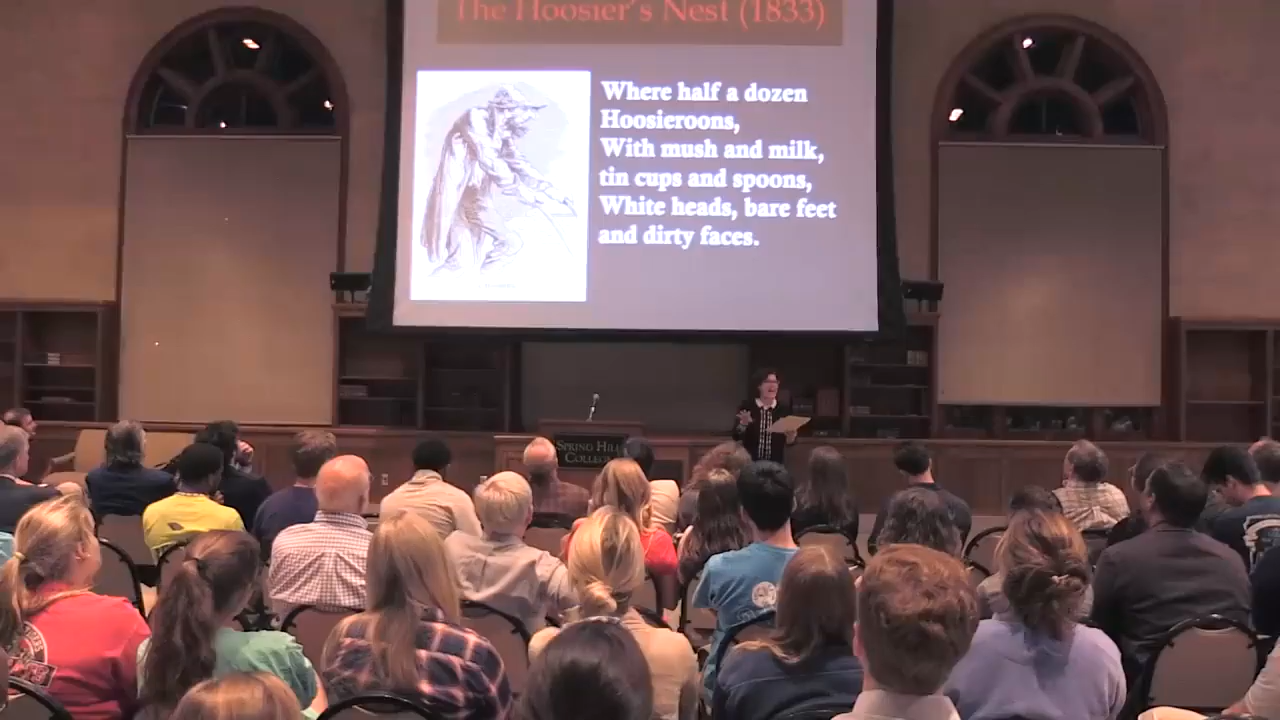 The Hoosier's Nest (1833)
Where half a dozen
Hoosieroons,
With mush and milk,
tin cups and spoons,
White heads, bare feet
and dirty faces.
SPRING HILL
COLLEGE